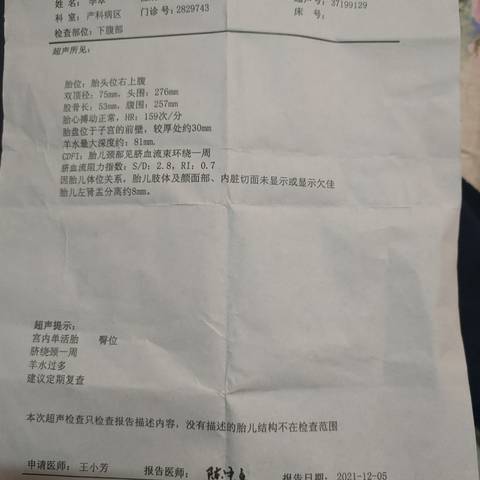 姓 名：李翠
超声号：37199129
科 室：产科病区 门诊号：2829743
床 号：
检查部位：下腹部
超声所见：
胎位：胎头位右上腹
双顶径：75mm，头围：276mm
股骨长：53mm，腹围：257mm
胎心搏动正常，HR：159次/分
胎盘位于子宫的前壁，较厚处约30mm
羊水最大深度约：81mm.
CDFI：胎儿颈部见脐血流束环绕一周
脐血流阻力指数：S/D：2.8，RI：0.7
因胎儿体位关系，胎儿肢体及颜面部、内脏切面未显示或显示欠佳
胎儿左肾盂分离约8mm。
超声提示：
宫内单活胎 臀位
脐绕颈一周
羊水过多
建议定期复查
本次超声检查只检查报告描述内容，没有描述的胎儿结构不在检查范围
申请医师：王小芳 报告医师： 报告日期：2021-12-05